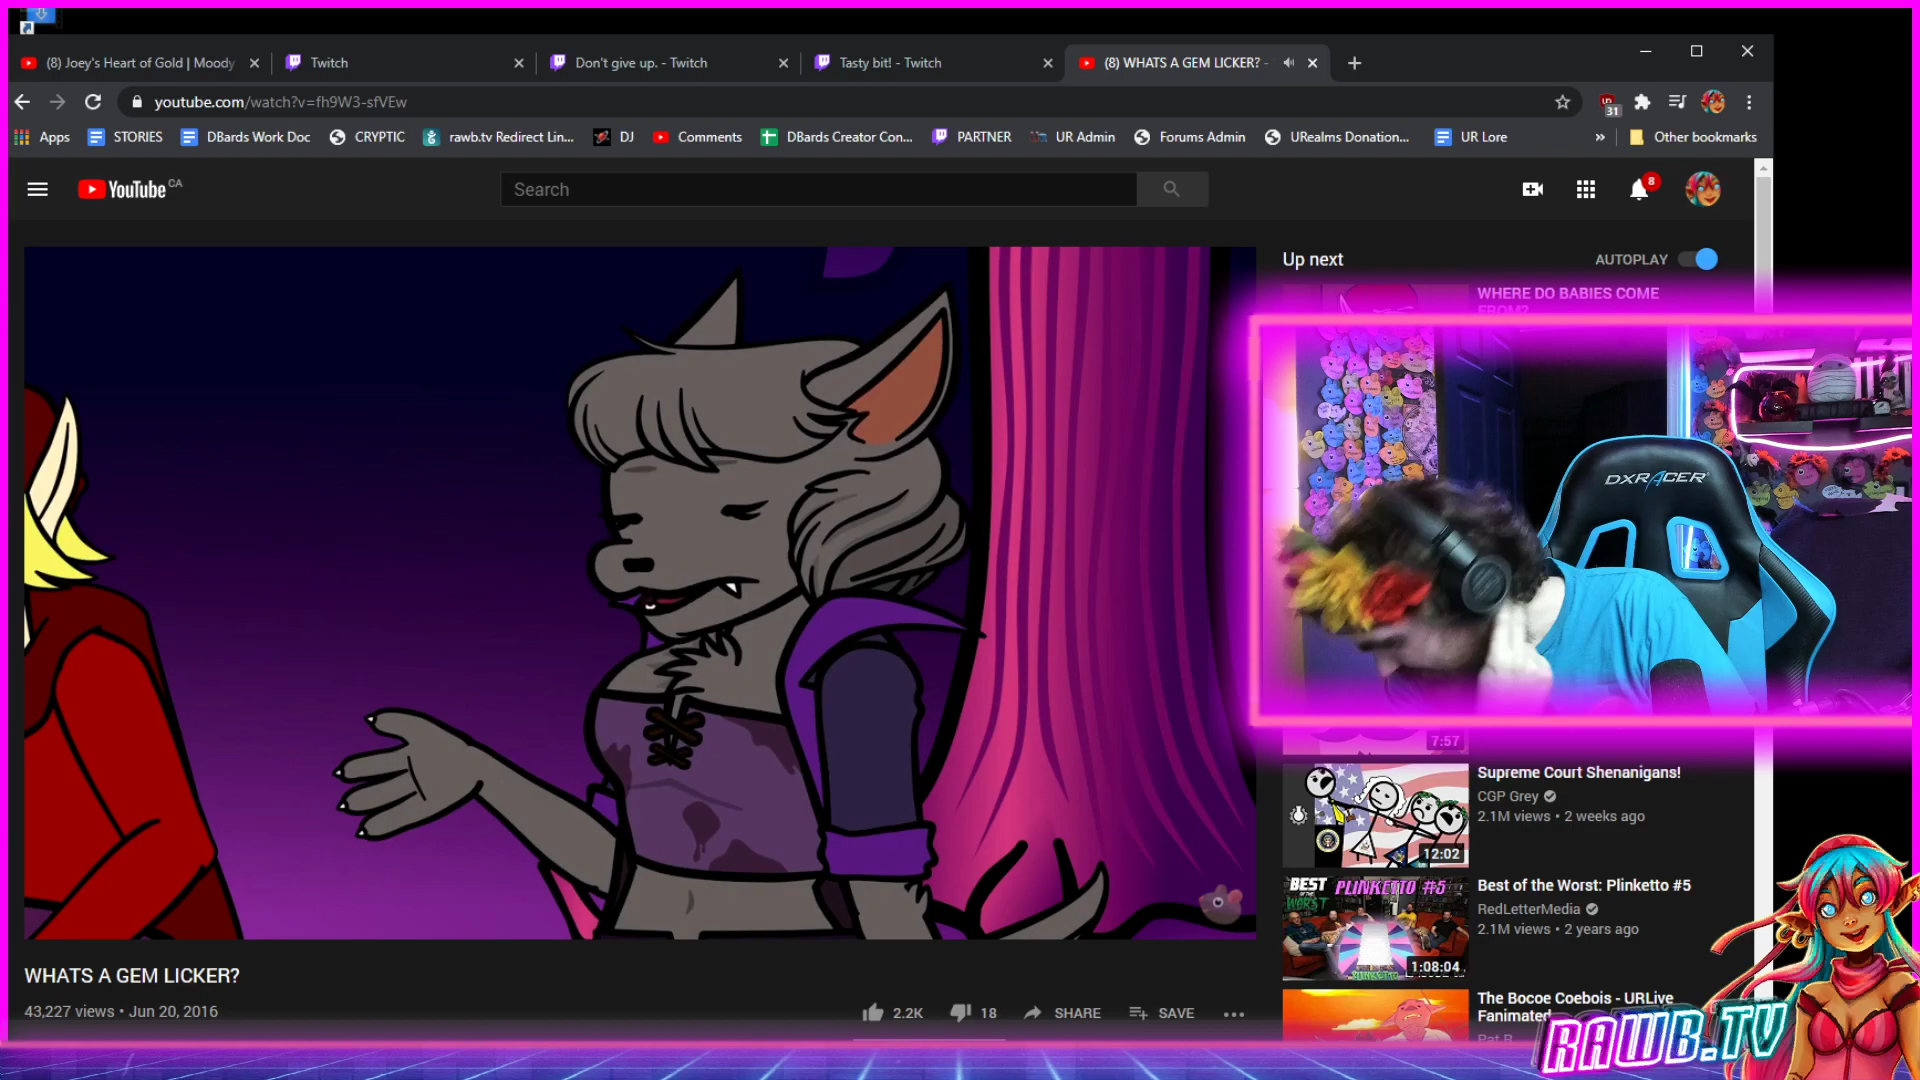 (8) Joey's Heart of Gold | Moody
Twitch
Don't give up. - Twitch
Tasty bit! - Twitch
(8) WHATS A GEM LICKER? -
youtube.com/watch?v=fh9W3-sfVEw
31
Apps
STORIES
DBards Work Doc
CRYPTIC
rawb.tv Redirect Lin...
DJ
Comments
DBards Creator Con...
PARTNER
UR Admin
Forums Admin
URealms Donation...
UR Lore
»
Other bookmarks
YouTube CA
Search
8
Up next
AUTOPLAY
WHERE DO BABIES COME
FROM?
DXRACER
7:57
Supreme Court Shenanigans!
CGP Grey
2.1M views • 2 weeks ago
12:02
BEST OF THE WORST
PLINKETTO #5
Best of the Worst: Plinketto #5
RedLetterMedia
2.1M views • 2 years ago
1:08:04
WHATS A GEM LICKER?
43,227 views • Jun 20, 2016
2.2K
18
SHARE
SAVE
The Bocoe Coebois - URLive
Fanimated
RAWB.TV